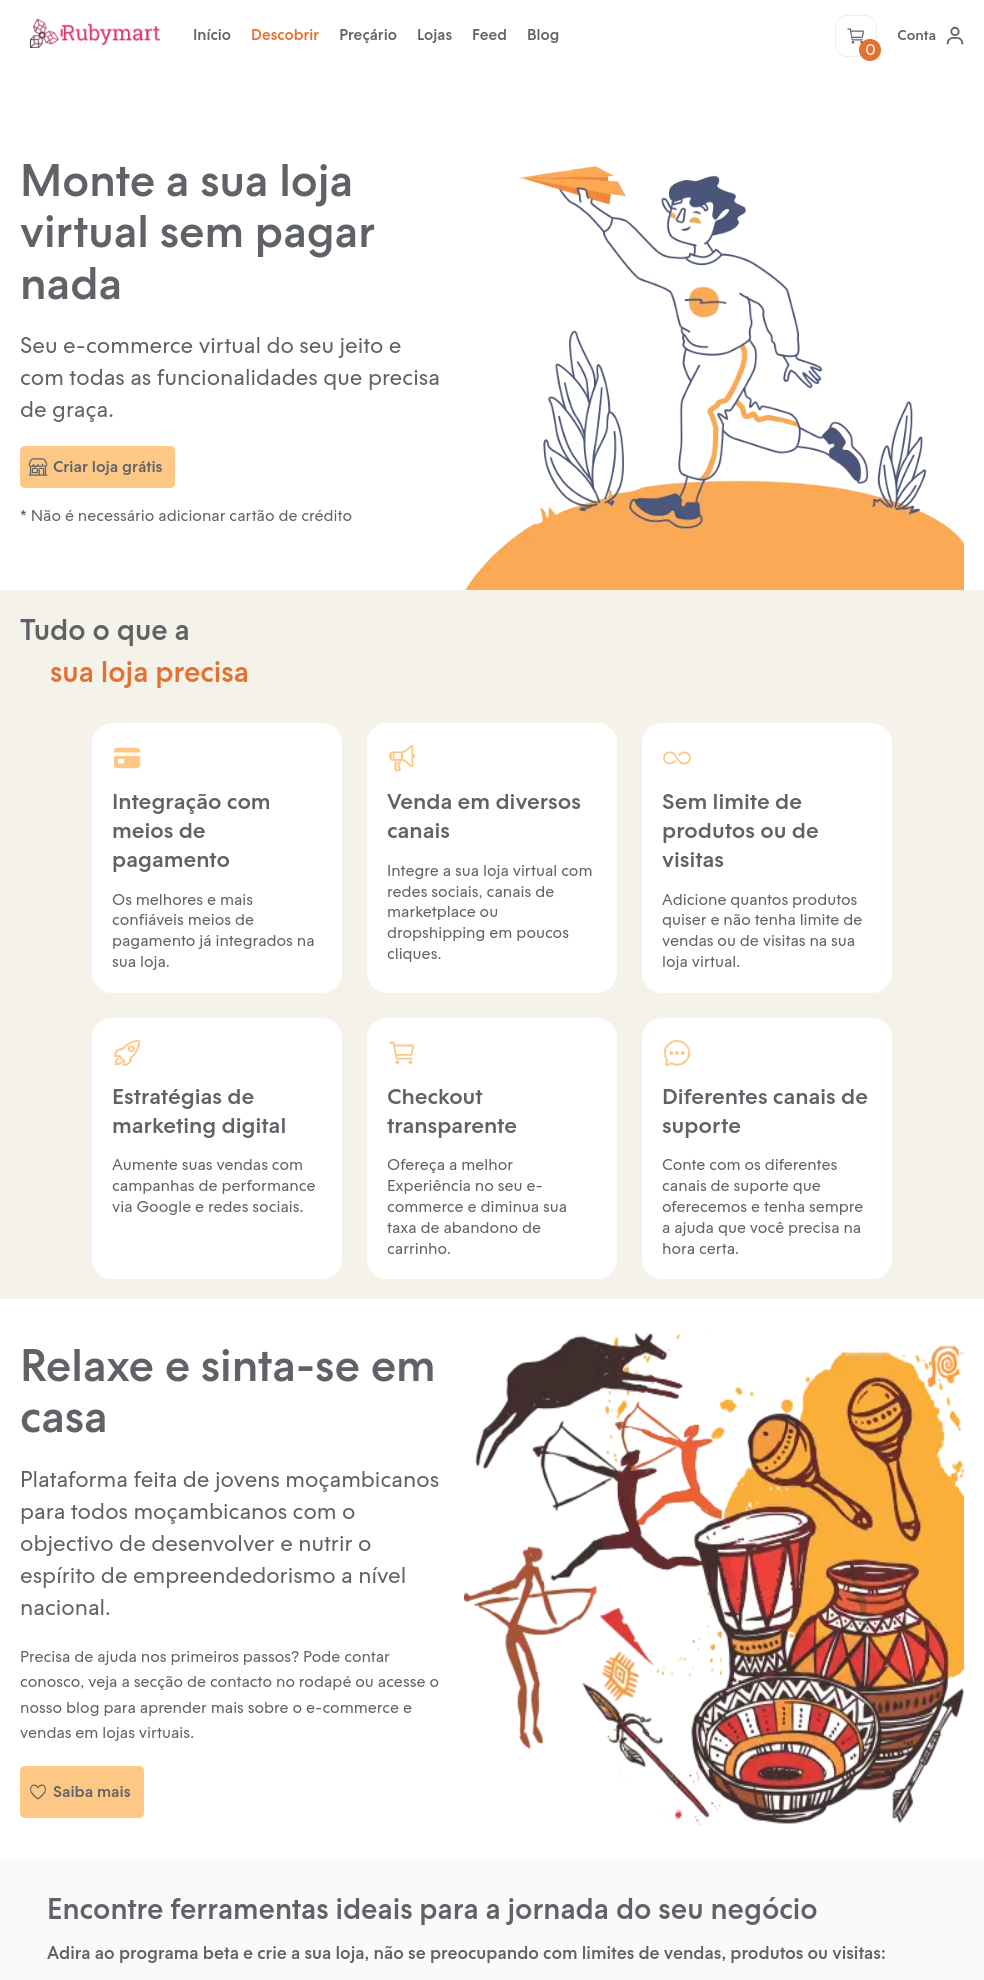 Rubymart
Início Descobrir Preçário Lojas Feed Blog
0
Conta
Monte a sua loja
virtual sem pagar
nada
Seu e-commerce virtual do seu jeito e
com todas as funcionalidades que precisa
de graça.
Criar loja grátis
* Não é necessário adicionar cartão de crédito
Tudo o que a
sua loja precisa
Integração com
meios de
pagamento
Os melhores e mais
confiáveis meios de
pagamento já integrados na
sua loja.
Venda em diversos
canais
Integre a sua loja virtual com
redes sociais, canais de
marketplace ou
dropshipping em poucos
cliques.
Sem limite de
produtos ou de
visitas
Adicione quantos produtos
quiser e não tenha limite de
vendas ou de visitas na sua
loja virtual.
Estratégias de
marketing digital
Aumente suas vendas com
campanhas de performance
via Google e redes sociais.
Checkout
transparente
Ofereça a melhor
Experiência no seu e-
commerce e diminua sua
taxa de abandono de
carrinho.
Diferentes canais de
suporte
Conte com os diferentes
canais de suporte que
oferecemos e tenha sempre
a ajuda que você precisa na
hora certa.
Relaxe e sinta-se em
casa
Plataforma feita de jovens moçambicanos
para todos moçambicanos com o
objectivo de desenvolver e nutrir o
espírito de empreendedorismo a nível
nacional.
Precisa de ajuda nos primeiros passos? Pode contar
conosco, veja a secção de contacto no rodapé ou acesse o
nosso blog para aprender mais sobre o e-commerce e
vendas em lojas virtuais.
Saiba mais
Encontre ferramentas ideais para a jornada do seu negócio
Adira ao programa beta e crie a sua loja, não se preocupando com limites de vendas, produtos ou visitas: